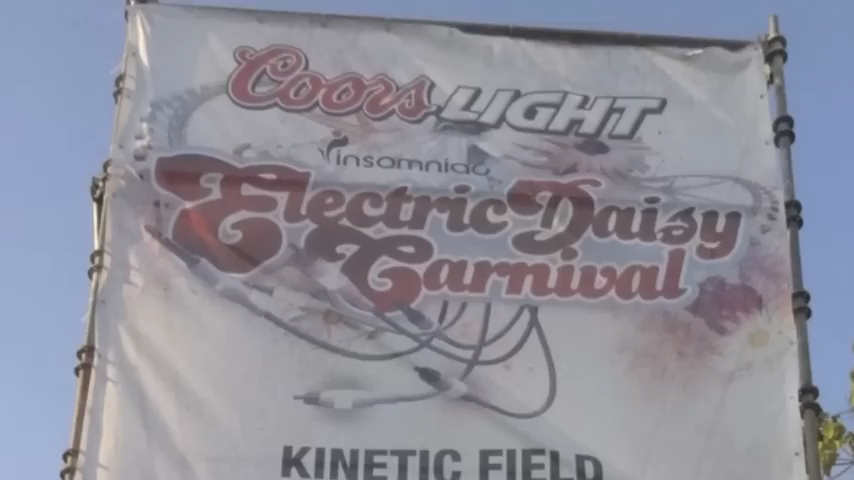 Coors LIGHT
insomniac
Electric Daisy
Carnival
KINETIC FIELD